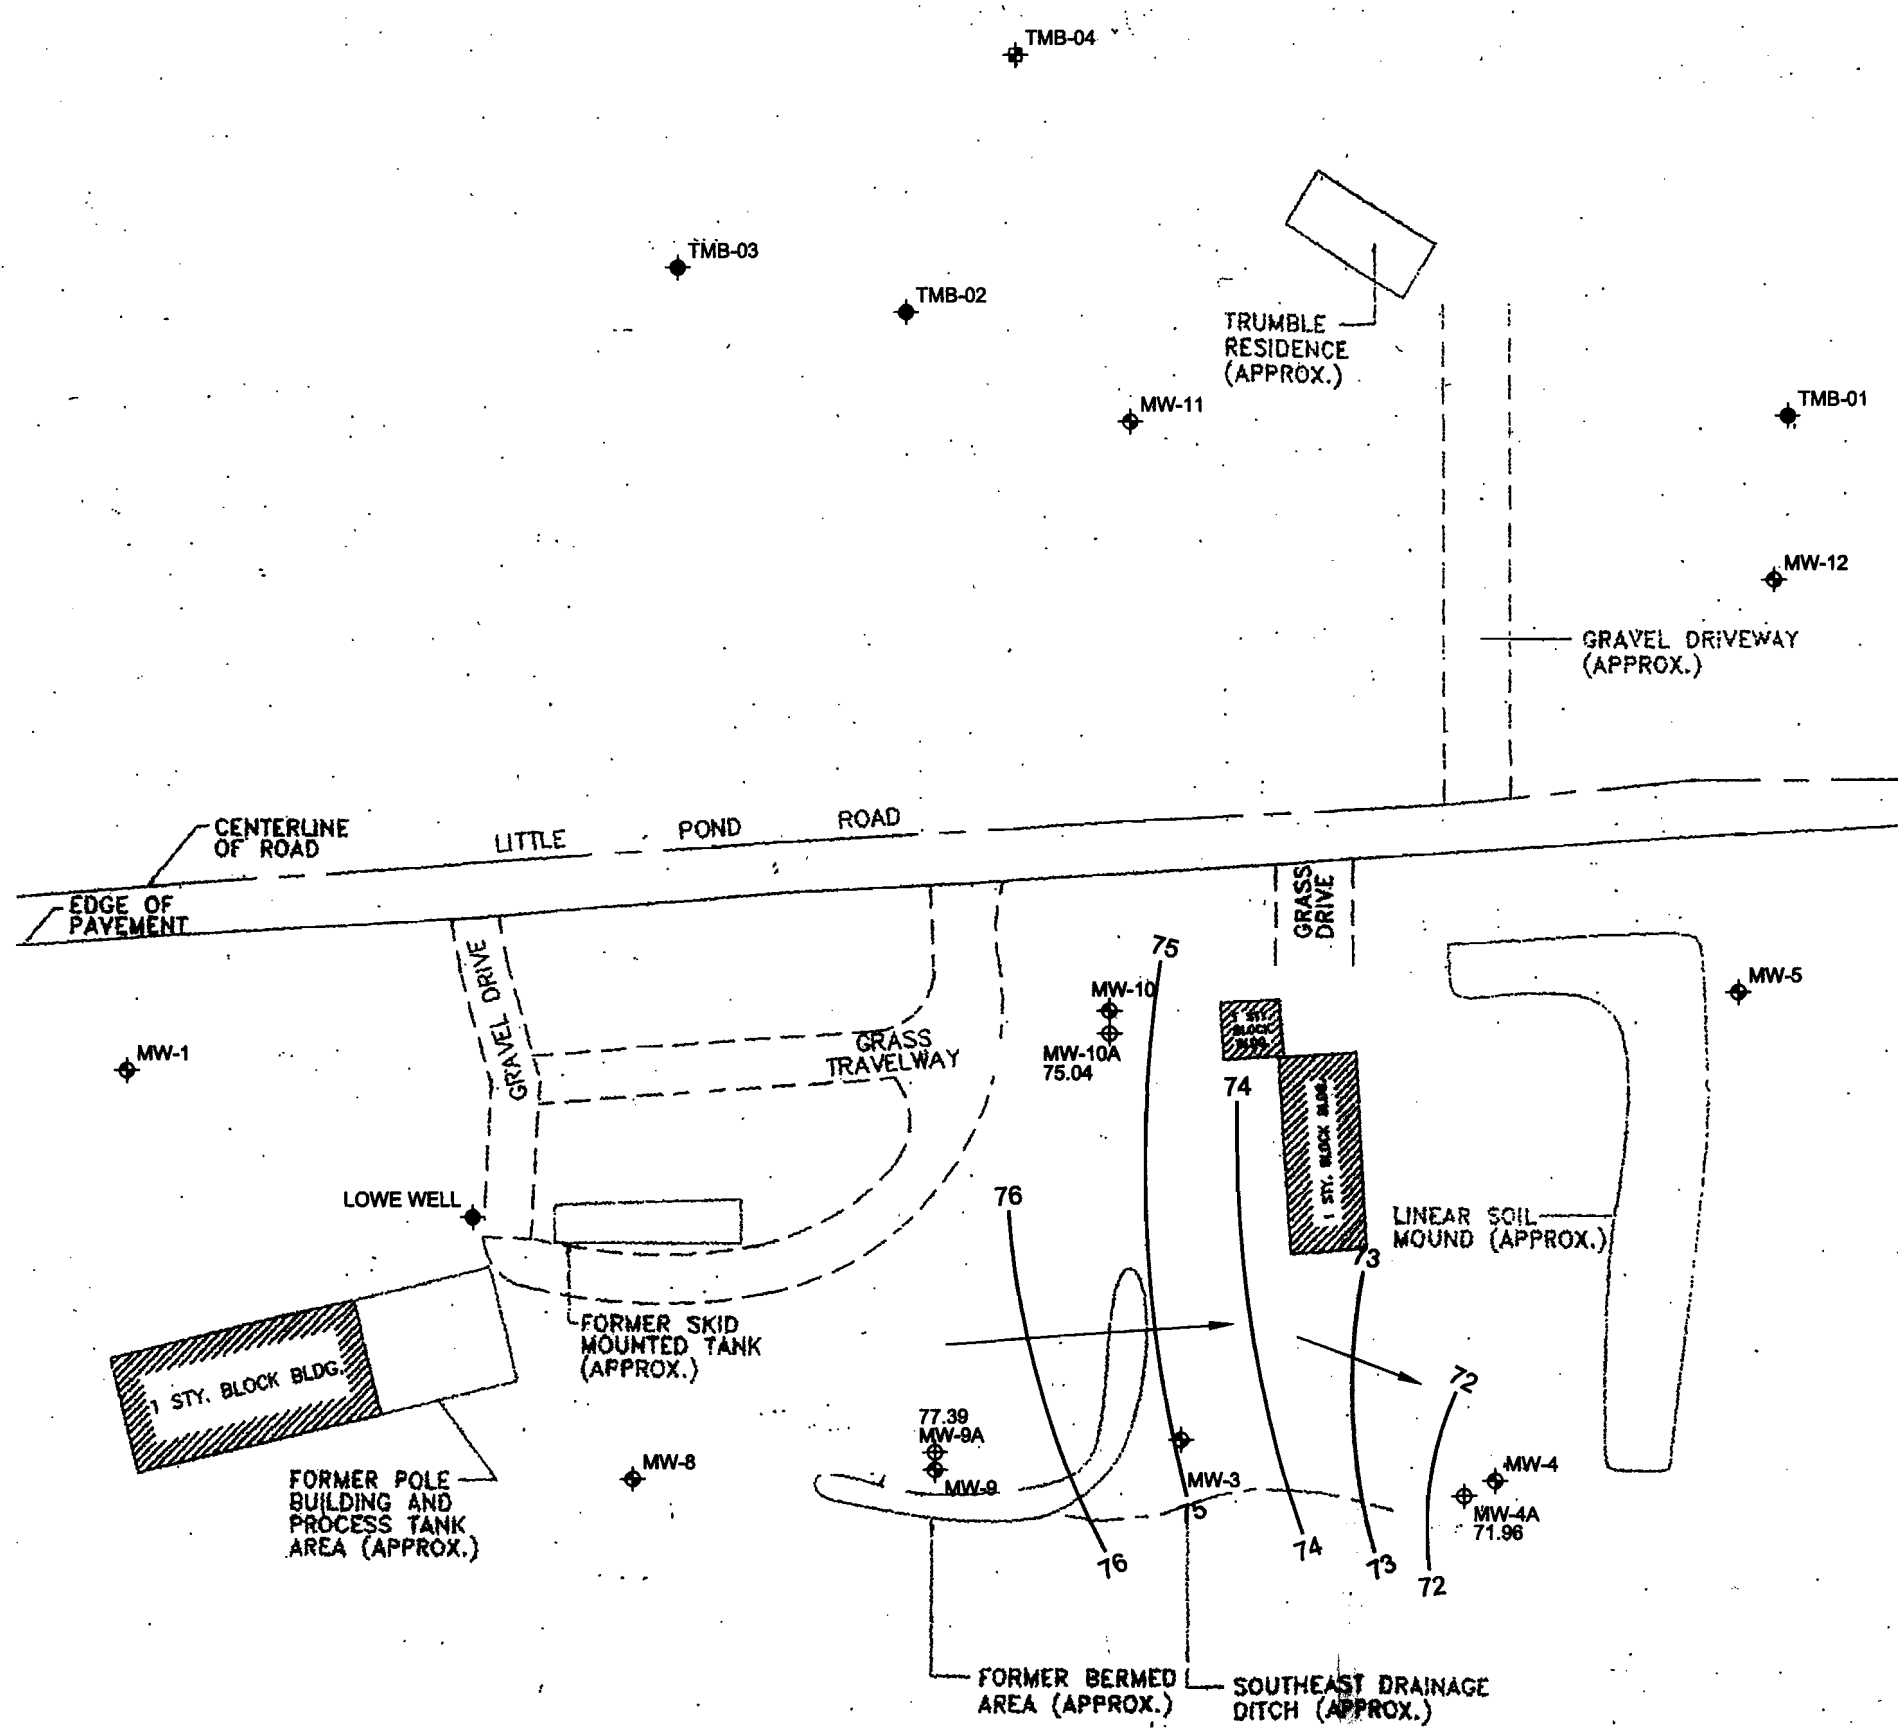 TMB-04
TMB-03
TMB-02
TRUMBLE
RESIDENCE
(APPROX.)
MW-11
TMB-01
MW-12
GRAVEL DRIVEWAY
(APPROX.)
CENTERLINE
OF ROAD
LITTLE POND ROAD
EDGE OF
PAVEMENT
GRAVEL DRIVE
GRASS
DRIVE
75
MW-10
MW-5
MW-1
GRASS
TRAVELWAY
MW-10A
75.04
1 STY.
BLOCK
BLDG.
74
1 STY. BLOCK BLDG.
76
LOWE WELL
LINEAR SOIL
MOUND (APPROX.)
73
FORMER SKID
MOUNTED TANK
(APPROX.)
1 STY. BLOCK BLDG.
72
77.39
MW-9A
MW-8
MW-9
MW-3
MW-4
FORMER POLE
BUILDING AND
PROCESS TANK
AREA (APPROX.)
5
MW-4A
71.96
76
74
73
72
FORMER BERMED
AREA (APPROX.)
SOUTHEAST DRAINAGE
DITCH (APPROX.)